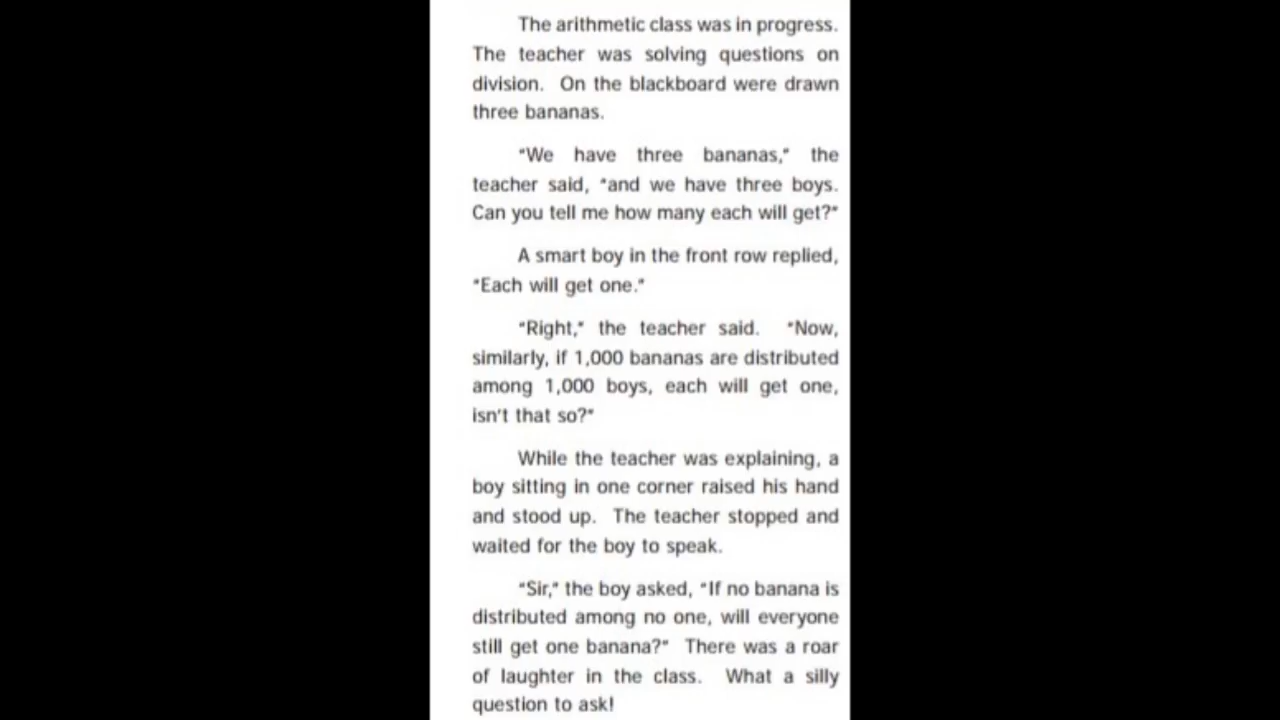 The arithmetic class was in progress.
The teacher was solving questions on
division. On the blackboard were drawn
three bananas.
"We have three bananas," the
teacher said, "and we have three boys.
Can you tell me how many each will get?"
A smart boy in the front row replied,
"Each will get one."
"Right," the teacher said. "Now,
similarly, if 1,000 bananas are distributed
among 1,000 boys, each will get one,
isn't that so?"
While the teacher was explaining, a
boy sitting in one corner raised his hand
and stood up. The teacher stopped and
waited for the boy to speak.
"Sir," the boy asked, "If no banana is
distributed among no one, will everyone
still get one banana?" There was a roar
of laughter in the class. What a silly
question to ask!